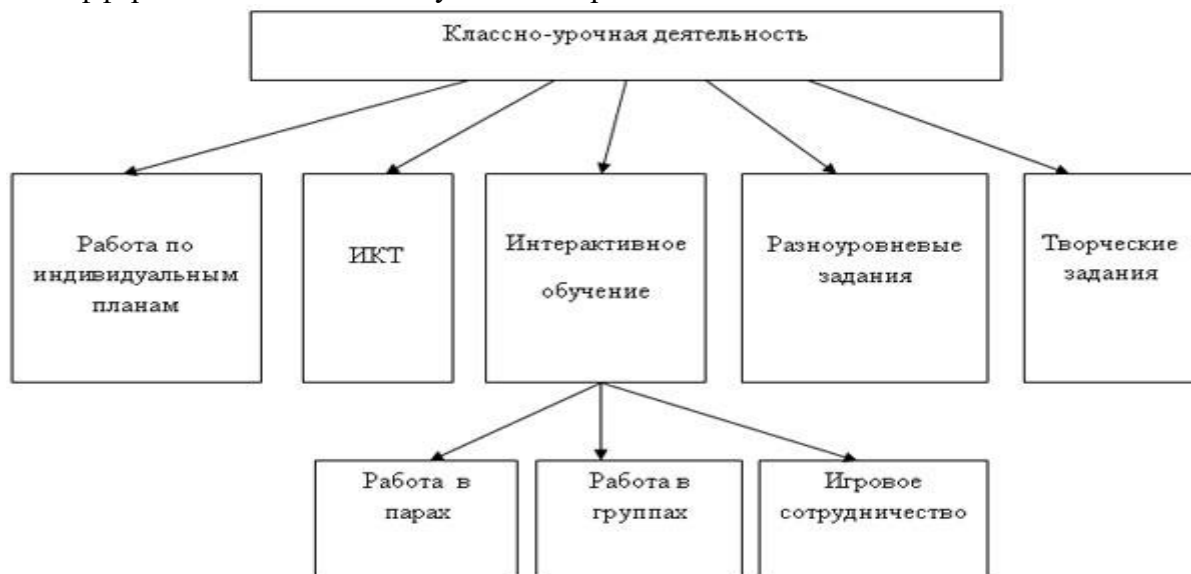 Классно-урочная деятельность
Работа по
индивидуальным
планам
ИКТ
Интерактивное
обучение
Разноуровневые
задания
Творческие
задания
Работа в
парах
Работа в
группах
Игровое
сотрудничество